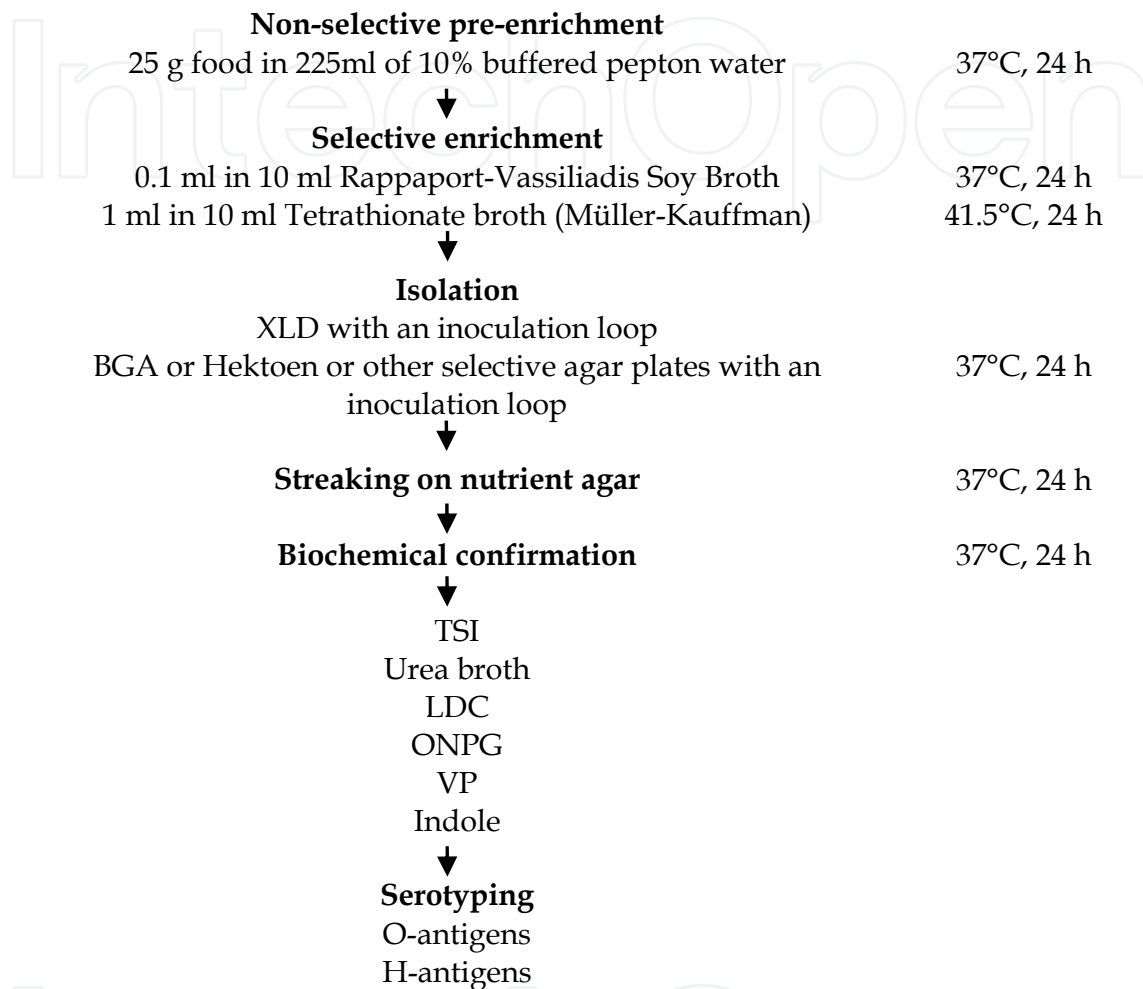 IntechOpen
Non-selective pre-enrichment
25 g food in 225ml of 10% buffered pepton water 37°C, 24 h
Selective enrichment
0.1 ml in 10 ml Rappaport-Vassiliadis Soy Broth 37°C, 24 h
1 ml in 10 ml Tetrathionate broth (Müller-Kauffman) 41.5°C, 24 h
Isolation
XLD with an inoculation loop
BGA or Hektoen or other selective agar plates with an 37°C, 24 h
inoculation loop
Streaking on nutrient agar 37°C, 24 h
Biochemical confirmation 37°C, 24 h
TSI
Urea broth
LDC
ONPG
VP
Indole
Serotyping
O-antigens
H-antigens